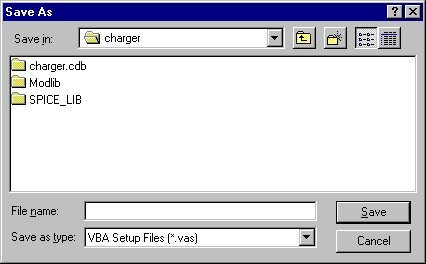 Save As
Save in: charger
charger.cdb
Modlib
SPICE_LIB
File name: Save
Save as type: VBA Setup Files (*.vas) Cancel